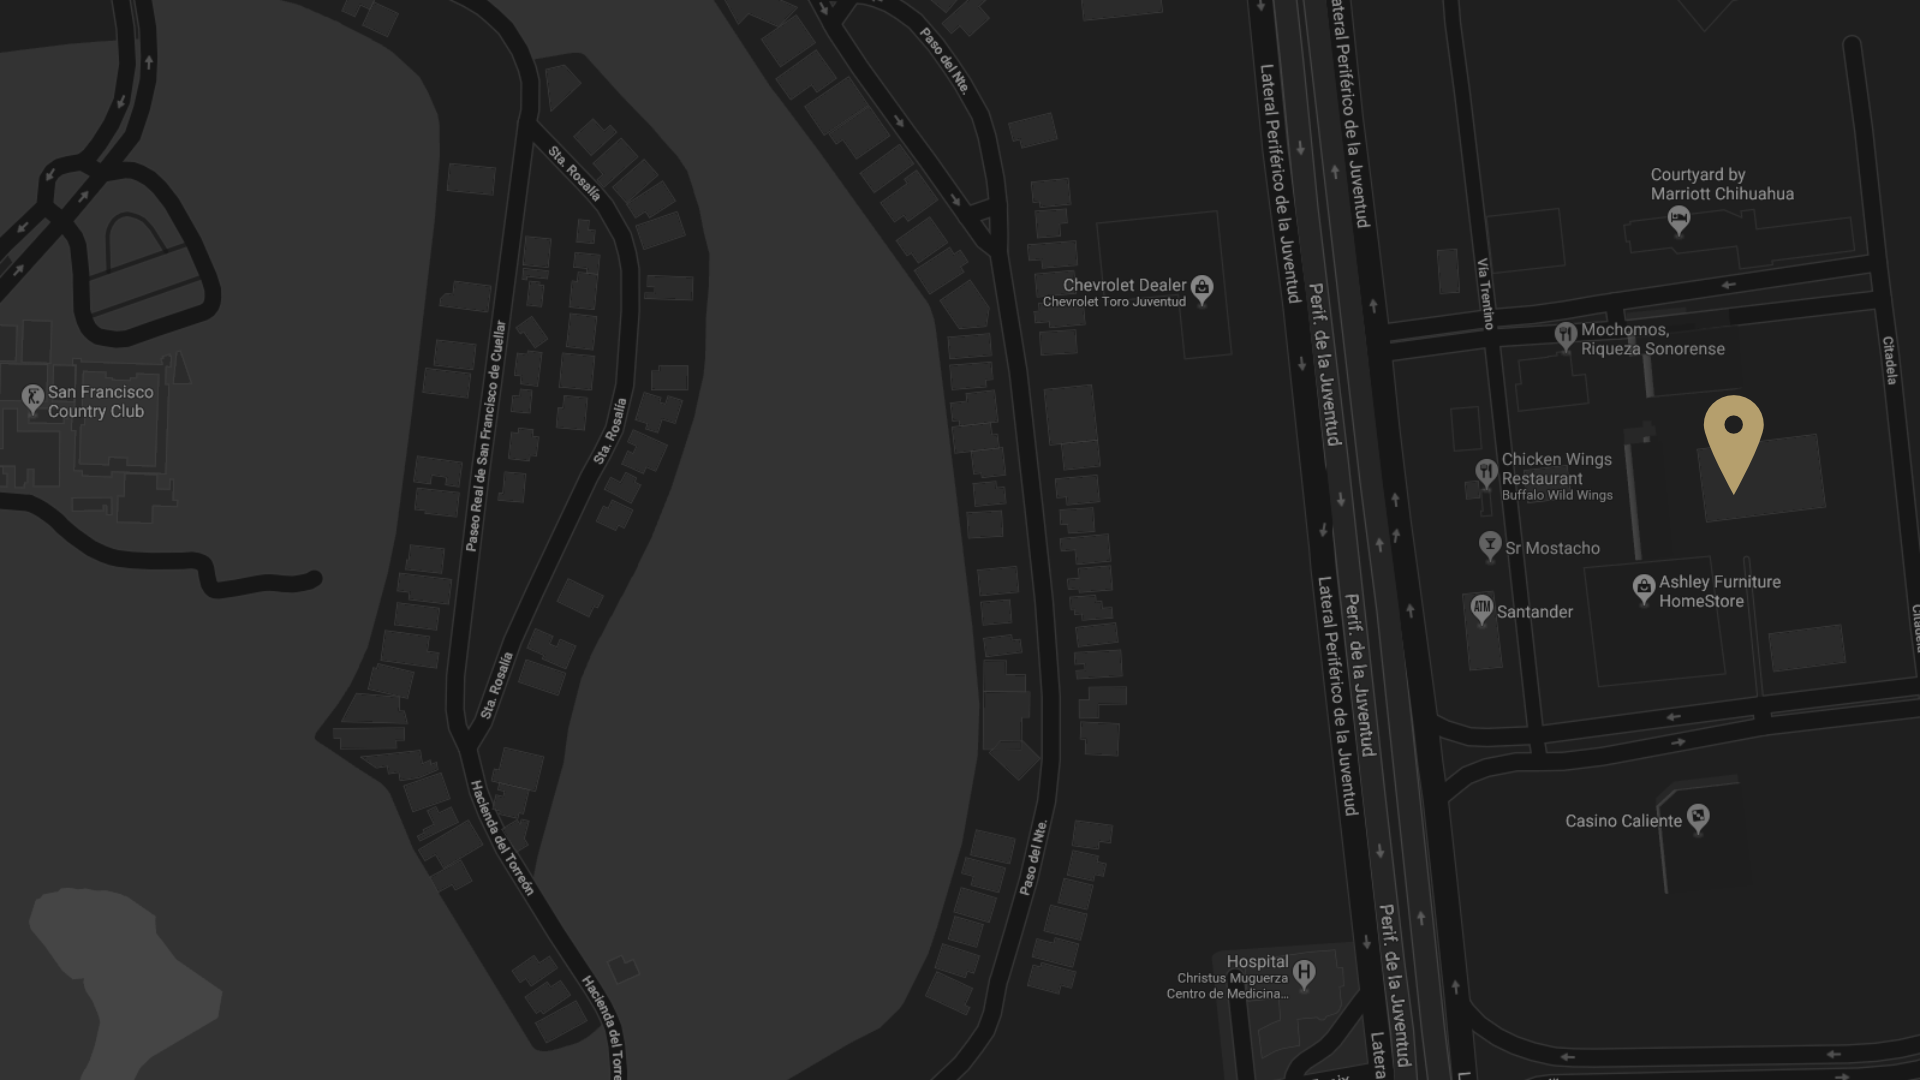 Paso del Nte.
Lateral Periférico de la Juventud
Lateral Periférico de la Juventud
Sta. Rosalía
Courtyard by
Marriott Chihuahua
Perif. de la Juventud
Vía Trentino
Chevrolet Dealer
Chevrolet Toro Juventud
Mochomos,
Riqueza Sonorense
Citadela
Paseo Real de San Francisco de Cuellar
San Francisco
Country Club
Sta. Rosalía
Chicken Wings
Restaurant
Buffalo Wild Wings
Sr Mostacho
Ashley Furniture
HomeStore
ATM
Santander
Lateral Periférico de la Juventud
Perif. de la Juventud
Sta. Rosalía
Hacienda del Torreón
Paso del Nte.
Casino Caliente
Perif. de la Juventud
Hospital
H
Christus Muguerza
Centro de Medicina...
Hacienda del Torre
Latera
L